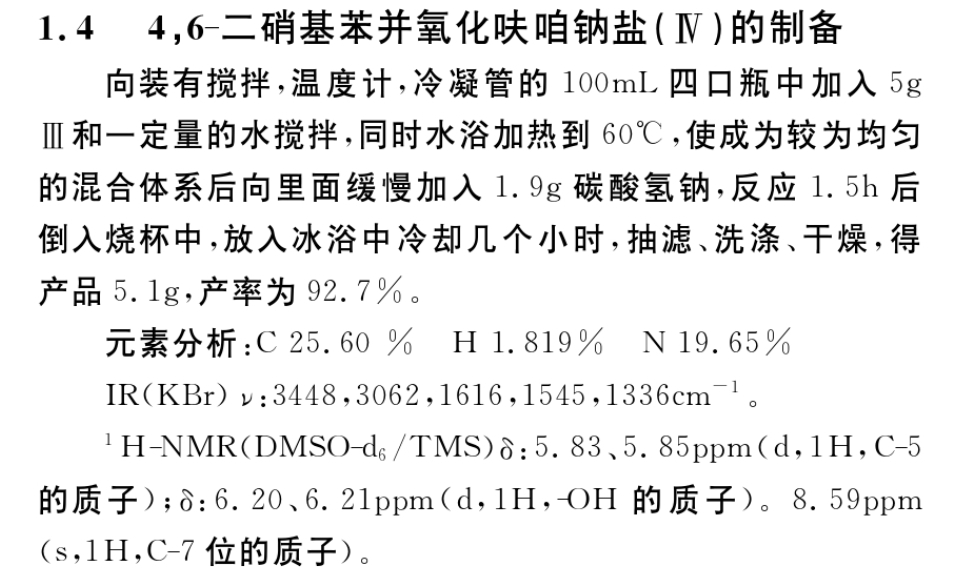 1.4 4,6-二硝基苯并氧化呋咱钠盐(Ⅳ)的制备
向装有搅拌,温度计,冷凝管的 100mL 四口瓶中加入 5g
Ⅲ和一定量的水搅拌,同时水浴加热到 60℃,使成为较为均匀
的混合体系后向里面缓慢加入 1.9g 碳酸氢钠,反应 1.5h 后
倒入烧杯中,放入冰浴中冷却几个小时,抽滤、洗涤、干燥,得
产品 5.1g,产率为 92.7%。
元素分析:C 25.60 % H 1.819% N 19.65%
IR(KBr) ν:3448,3062,1616,1545,1336cm⁻¹。
¹H-NMR(DMSO-d₆/TMS)δ:5.83、5.85ppm(d,1H,C-5
的质子);δ:6.20、6.21ppm(d,1H,-OH 的质子)。8.59ppm
(s,1H,C-7 位的质子)。